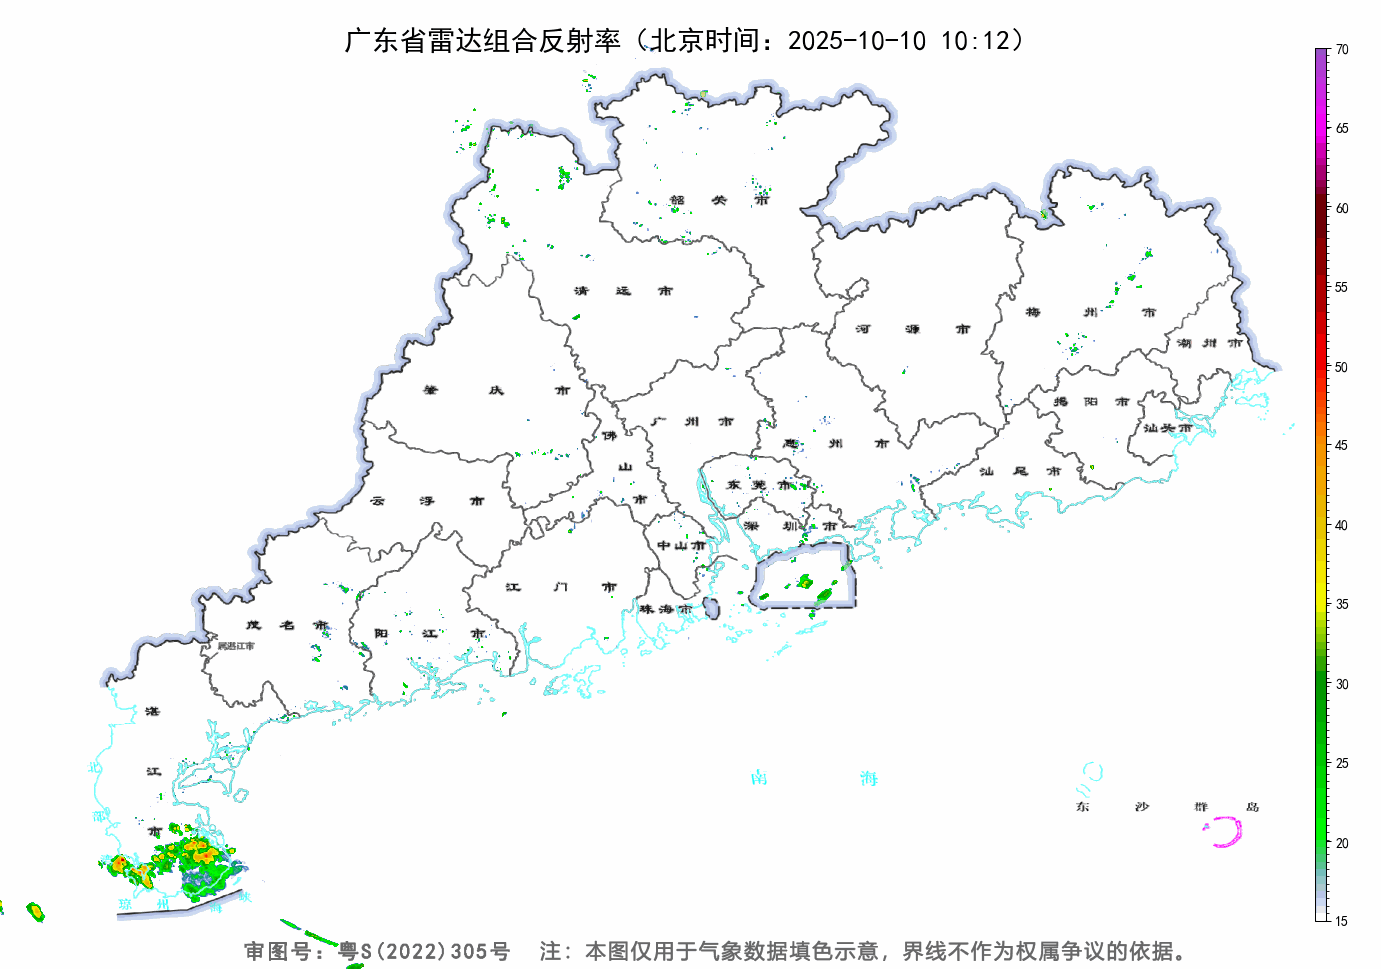 广东省雷达组合反射率（北京时间：2025-10-10 10:12）
70
65
60
55
50
45
40
35
30
25
20
15
韶 关 市
清 远 市
河 源 市
梅 州 市
潮 州 市
肇 庆 市
广 州 市
揭 阳 市
汕头市
佛 山 市
惠 州 市
汕 尾 市
云 浮 市
东 莞 市
深 圳 市
中山市
江 门 市
珠海市
茂 名 市
阳 江 市
属湛江市
湛 江 市
北 部
南 海
东 沙 群 岛
琼 州 海 峡
审图号：粤S(2022)305号 注：本图仅用于气象数据填色示意，界线不作为权属争议的依据。